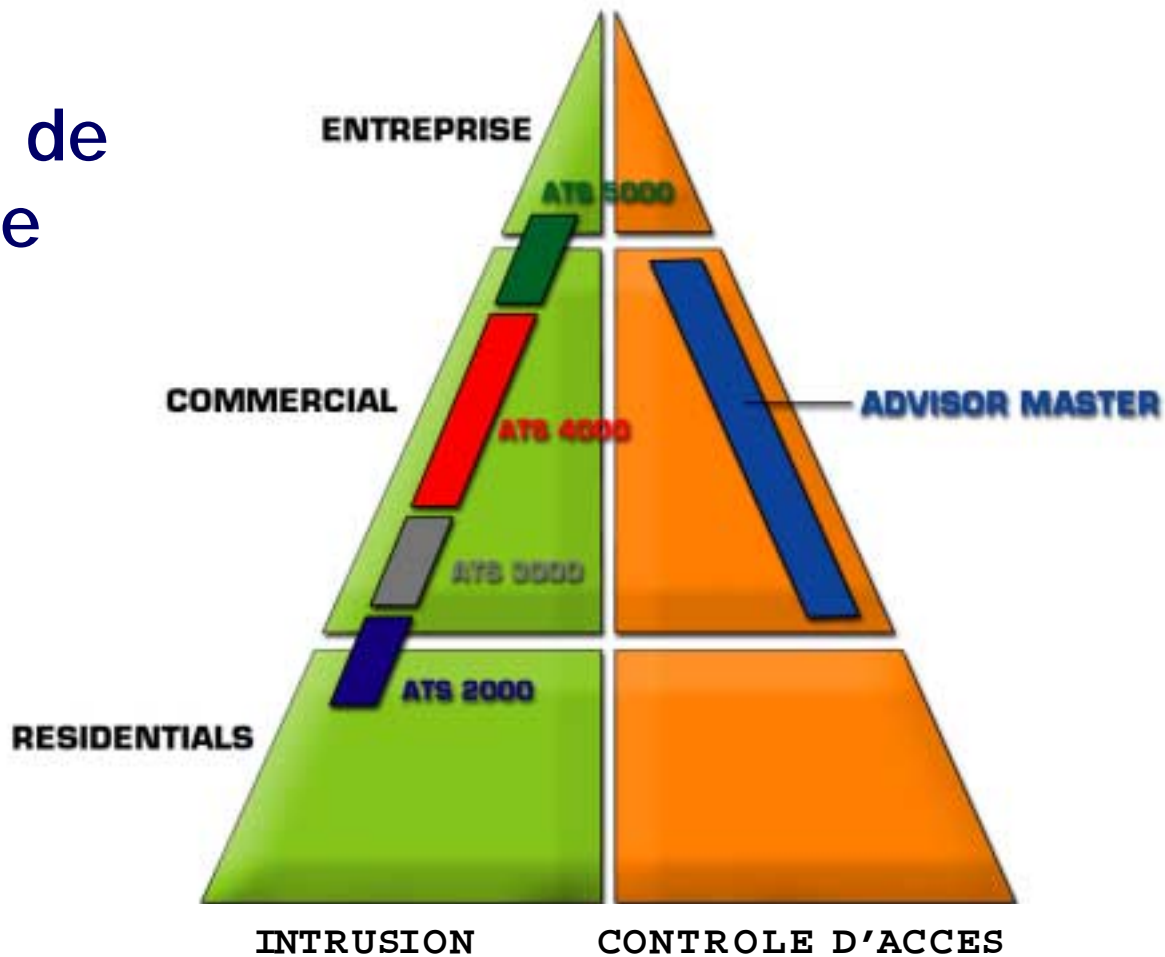 de
e
ENTREPRISE
ATS 5000
COMMERCIAL
ADVISOR MASTER
ATS 4000
ATS 3000
ATS 2000
RESIDENTIALS
INTRUSION
CONTROLE D'ACCES